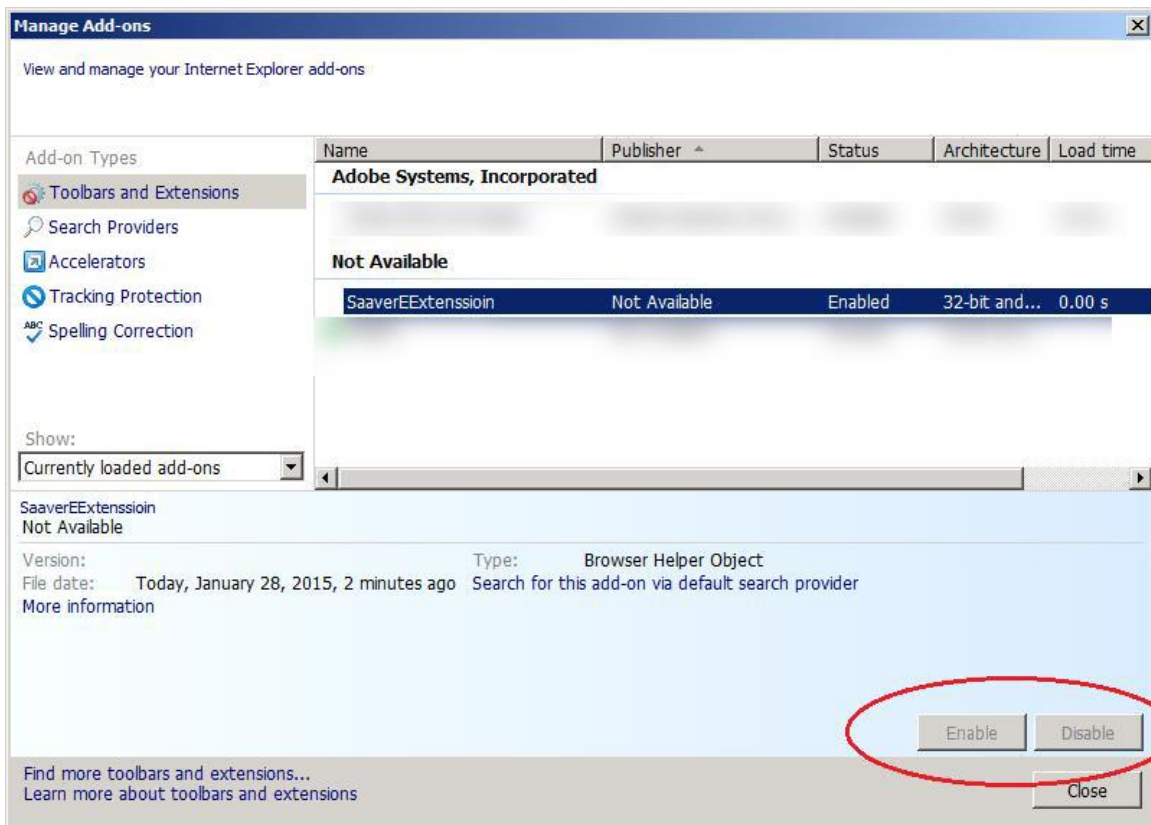 Manage Add-ons
View and manage your Internet Explorer add-ons
Add-on Types
Toolbars and Extensions
Search Providers
Accelerators
Tracking Protection
ABC Spelling Correction
Show:
Currently loaded add-ons
Name Publisher Status Architecture Load time
Adobe Systems, Incorporated
Not Available
SaaverEExtenssioin Not Available Enabled 32-bit and... 0.00 s
SaaverEExtenssioin
Not Available
Version: Type: Browser Helper Object
File date: Today, January 28, 2015, 2 minutes ago Search for this add-on via default search provider
More information
Enable Disable
Find more toolbars and extensions...
Learn more about toolbars and extensions
Close